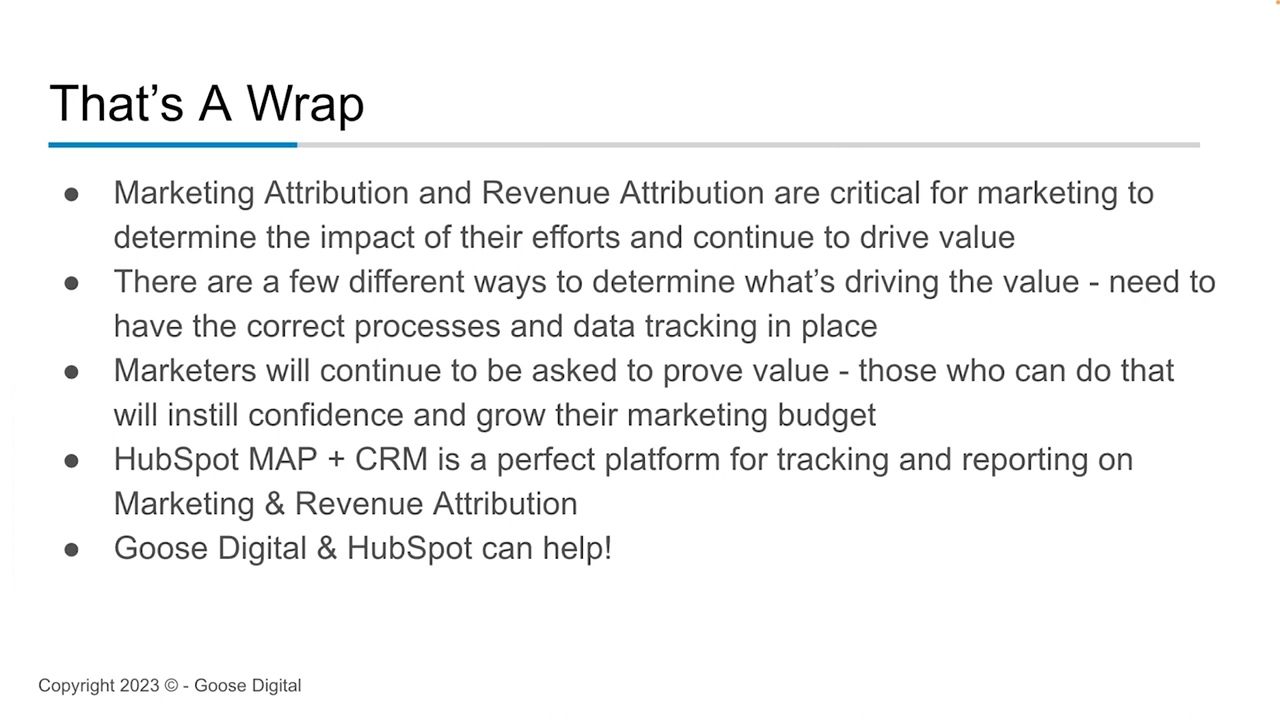 That’s A Wrap
● Marketing Attribution and Revenue Attribution are critical for marketing to
determine the impact of their efforts and continue to drive value
● There are a few different ways to determine what’s driving the value - need to
have the correct processes and data tracking in place
● Marketers will continue to be asked to prove value - those who can do that
will instill confidence and grow their marketing budget
● HubSpot MAP + CRM is a perfect platform for tracking and reporting on
Marketing & Revenue Attribution
● Goose Digital & HubSpot can help!
Copyright 2023 © - Goose Digital